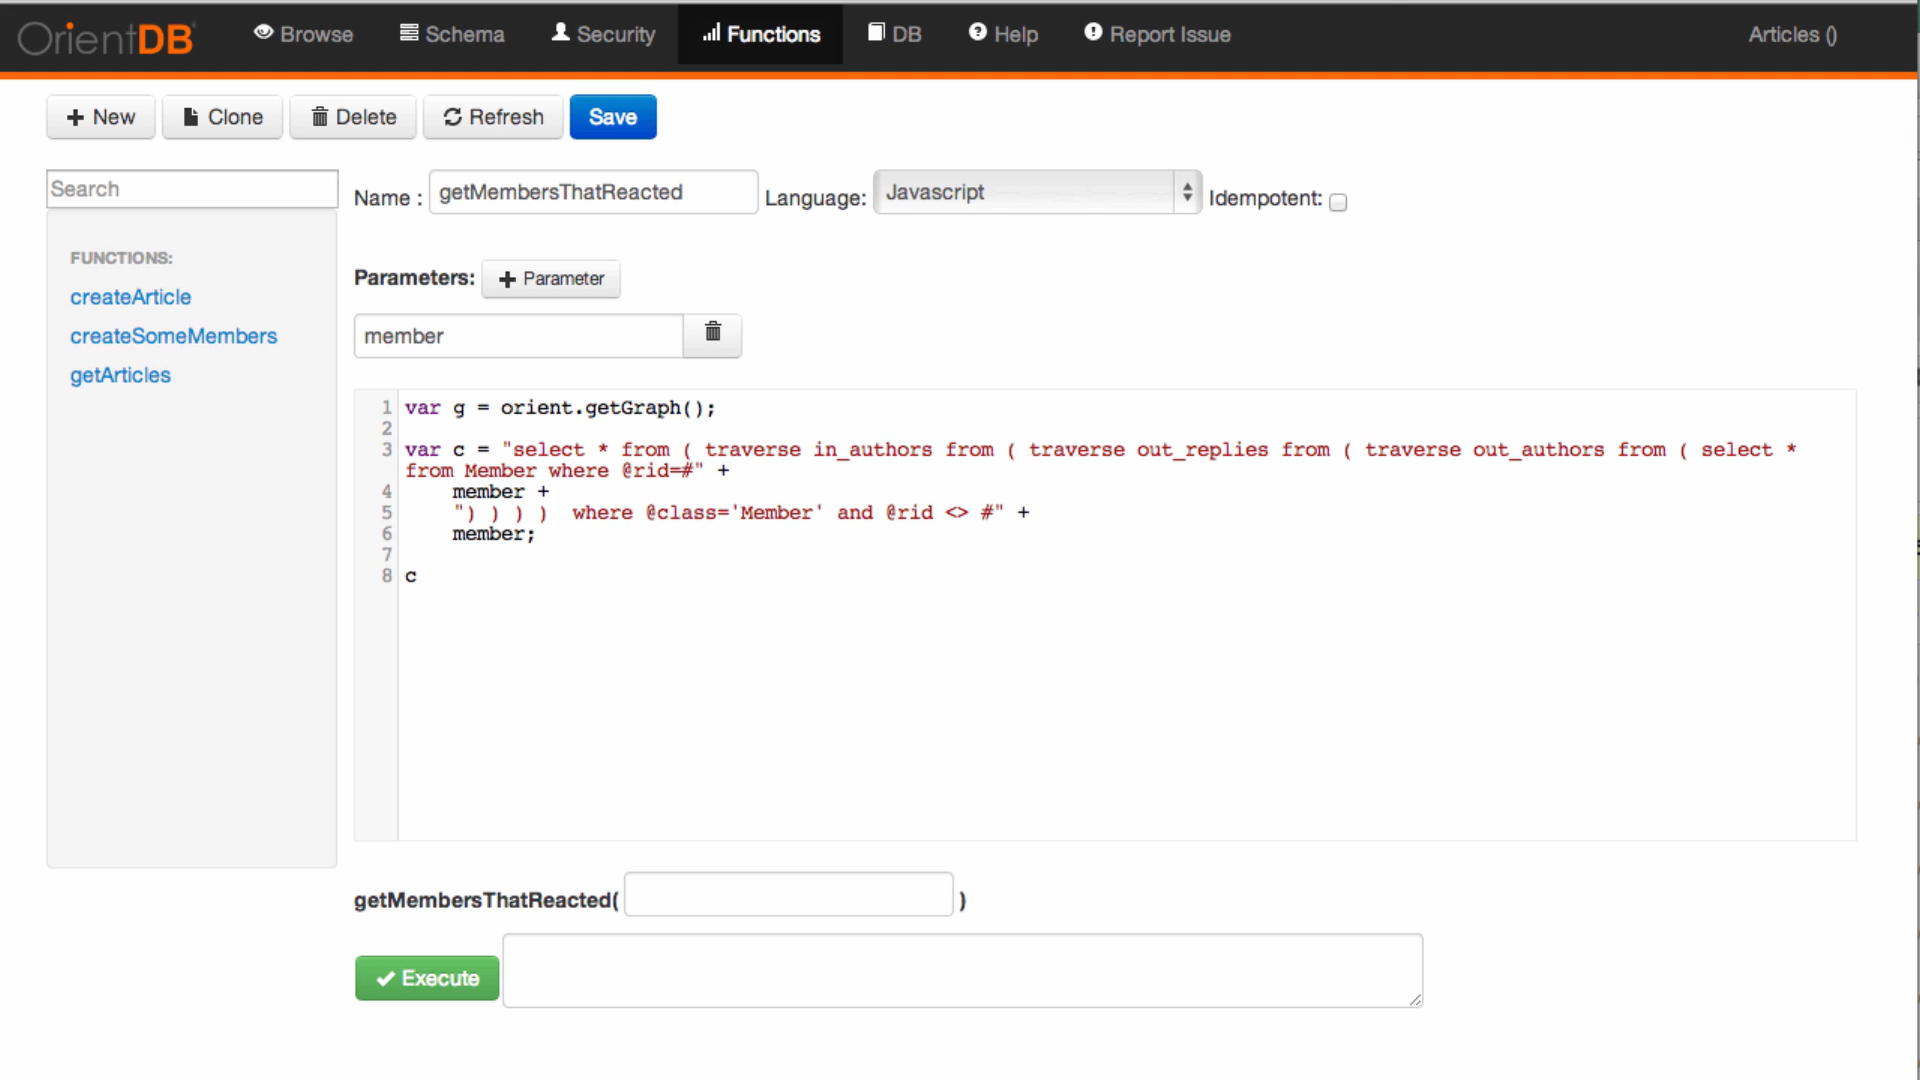 OrientDB Browse Schema Security Functions DB Help Report Issue Articles ()
New Clone Delete Refresh Save
Search
Name : getMembersThatReacted Language: Javascript Idempotent:
FUNCTIONS:
createArticle
createSomeMembers
getArticles
Parameters: Parameter
member
1 var g = orient.getGraph();
2
3 var c = "select * from ( traverse in_authors from ( traverse out_replies from ( traverse out_authors from ( select *
from Member where @rid=#" +
4 member +
5 ") ) ) )  where @class='Member' and @rid <> #" +
6 member;
7
8 c
getMembersThatReacted( )
Execute